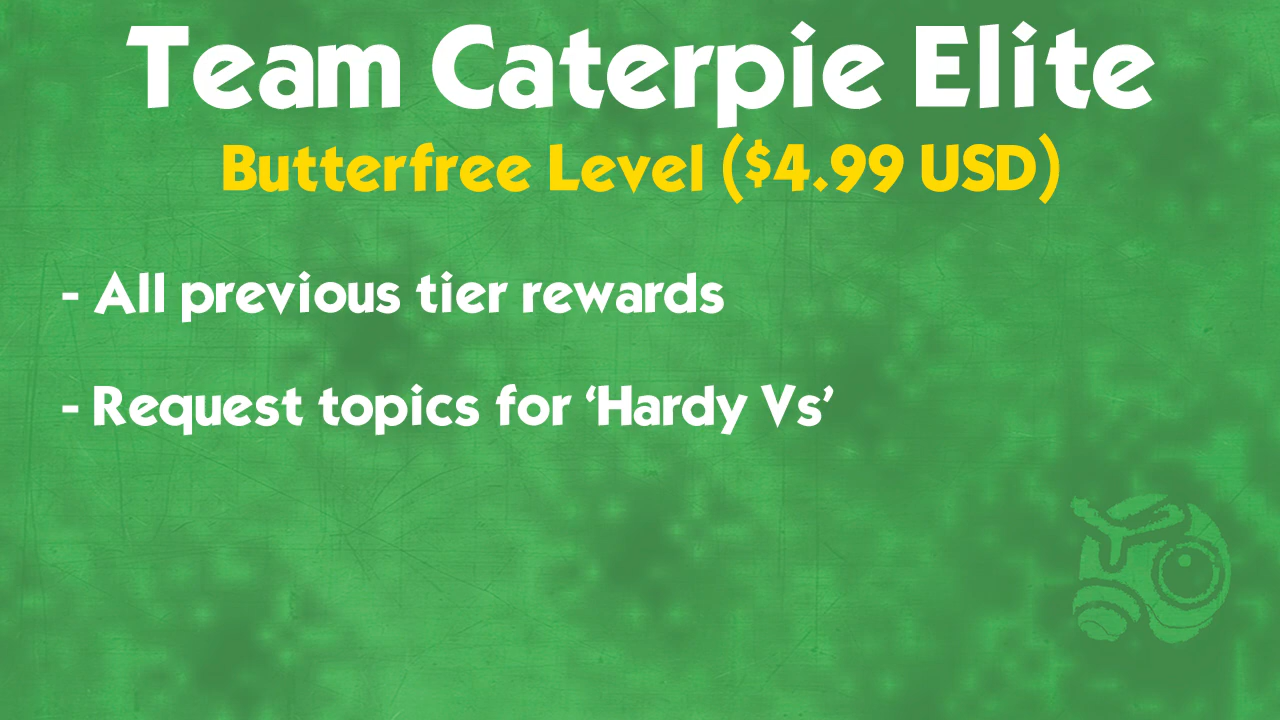 Team Caterpie Elite
Butterfree Level ($4.99 USD)
- All previous tier rewards
- Request topics for ‘Hardy Vs’